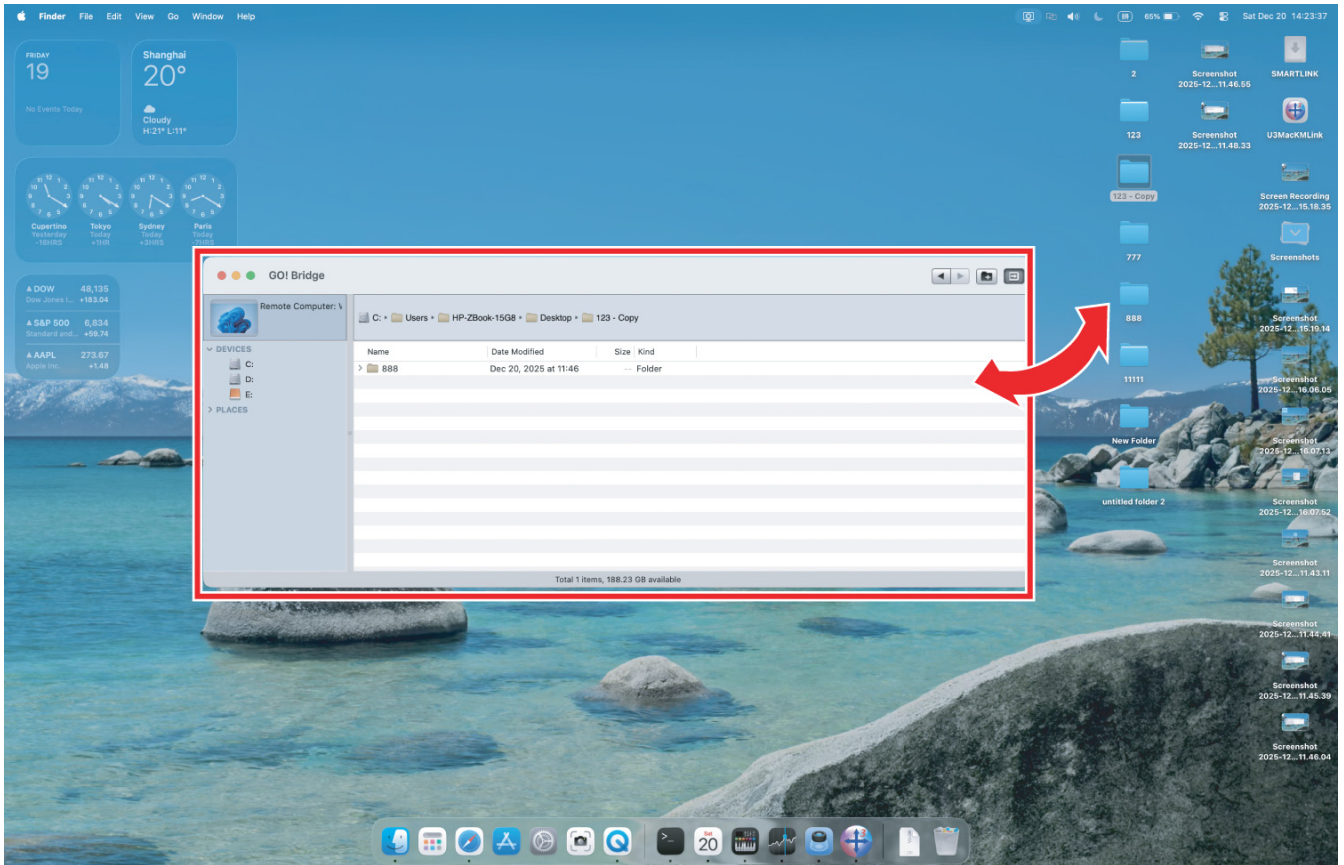 Finder File Edit View Go Window Help
65% Sat Dec 20 14:23:37
FRIDAY
19
No Events Today
Shanghai
20°
Cloudy
H:21° L:11°
Cupertino
Yesterday
-16HRS
Tokyo
Today
+1HR
Sydney
Today
+3HRS
Paris
Today
-7HRS
DOW 48,135
Dow Jones I... +183.04
S&P 500 6,834
Standard and... +59.74
AAPL 273.67
Apple Inc. +1.48
GO! Bridge
Remote Computer:
C: Users HP-ZBook-15G8 Desktop 123 - Copy
DEVICES
C:
D:
E:
PLACES
Name Date Modified Size Kind
888 Dec 20, 2025 at 11:46 -- Folder
Total 1 items, 188.23 GB available
2
123
123 - Copy
777
888
11111
New Folder
untitled folder 2
Screenshot
2025-12...11.46.55
Screenshot
2025-12...11.48.33
SMARTLINK
U3MacKMLink
Screen Recording
2025-12...15.18.35
Screenshots
Screenshot
2025-12...15.19.14
Screenshot
2025-12...16.06.05
Screenshot
2025-12...16.07.13
Screenshot
2025-12...16.07.52
Screenshot
2025-12...11.43.11
Screenshot
2025-12...11.44.41
Screenshot
2025-12...11.45.39
Screenshot
2025-12...11.46.04
Sat
20